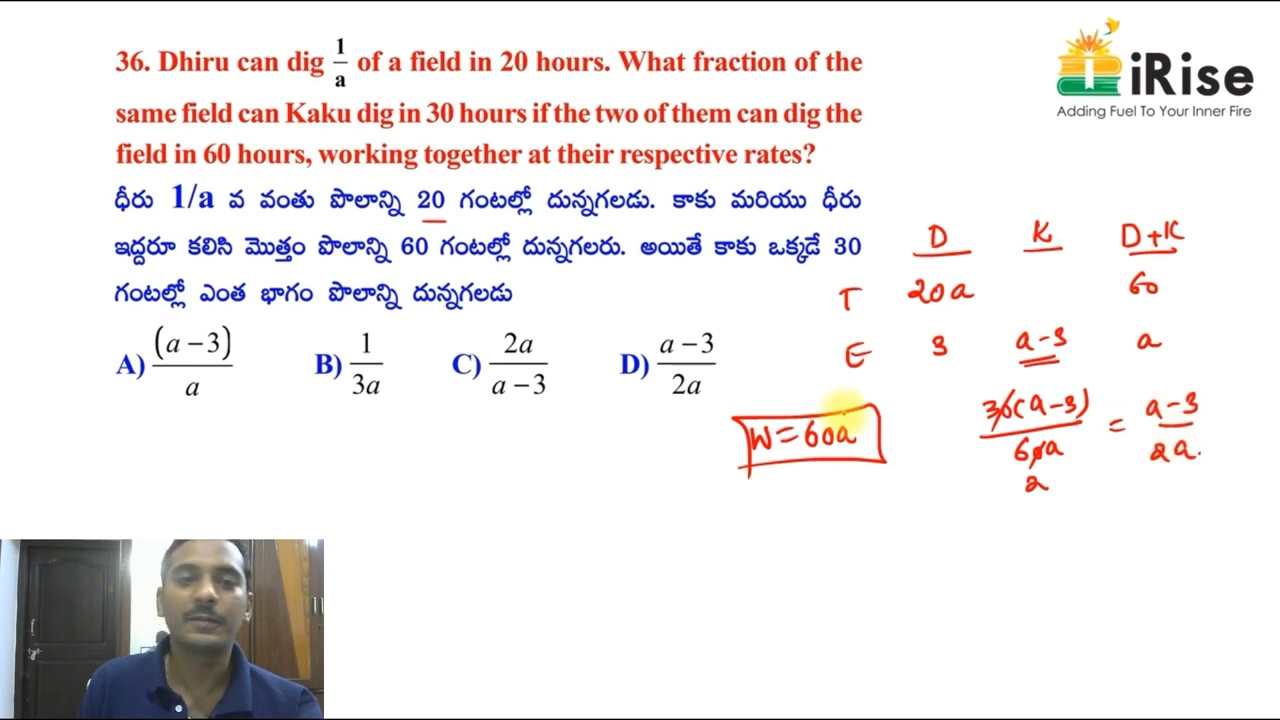 36. Dhiru can dig 1/a of a field in 20 hours. What fraction of the
same field can Kaku dig in 30 hours if the two of them can dig the
field in 60 hours, working together at their respective rates?
ధీరు 1/a వ వంతు పొలాన్ని 20 గంటల్లో దున్నగలడు. కాకు మరియు ధీరు
ఇద్దరూ కలిసి మొత్తం పొలాన్ని 60 గంటల్లో దున్నగలరు. అయితే కాకు ఒక్కడే 30
గంటల్లో ఎంత భాగం పొలాన్ని దున్నగలడు
A) (a-3)/a B) 1/3a C) 2a/a-3 D) a-3/2a
iRise
Adding Fuel To Your Inner Fire
D K D+K
T 20a 60
E 3 a-3 a
W=60a
30(a-3)/60a = a-3/2a.
2